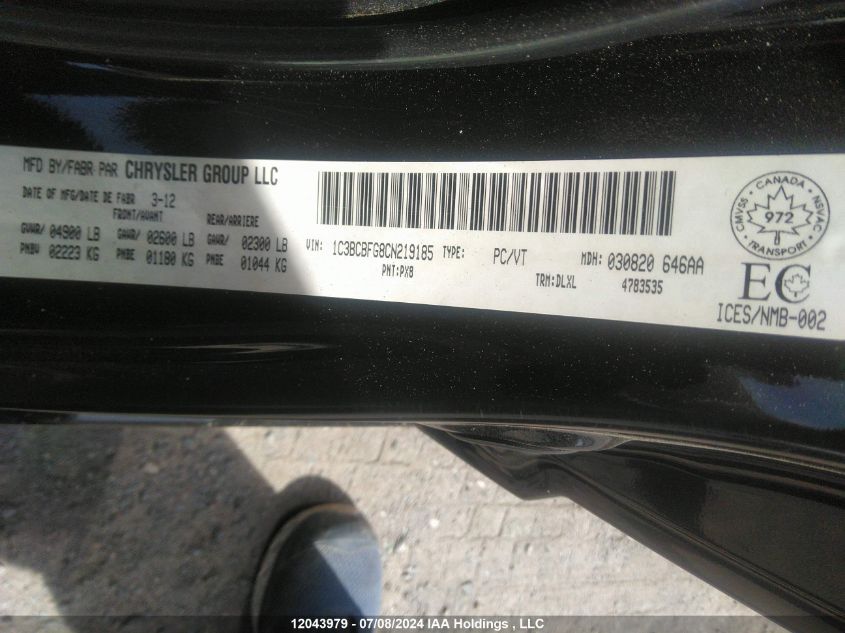 MFD BY/FABR PAR CHRYSLER GROUP LLC
DATE OF MFG/DATE DE FABR 3-12
FRONT/AVANT REAR/ARRIERE
GVWR/ 04900 LB GAWR/ 02600 LB GAWR/ 02300 LB
PNBV 02223 KG PNBE 01180 KG PNBE 01044 KG
VIN: 1C3BCBFG8CN219185 TYPE: PC/VT MDH: 030820 646AA
PNT:PX8 TRM:DLXL 4783535
CANADA
CMVSS 972 NSVAC
TRANSPORT
EC
ICES/NMB-002
12043979 - 07/08/2024 IAA Holdings , LLC